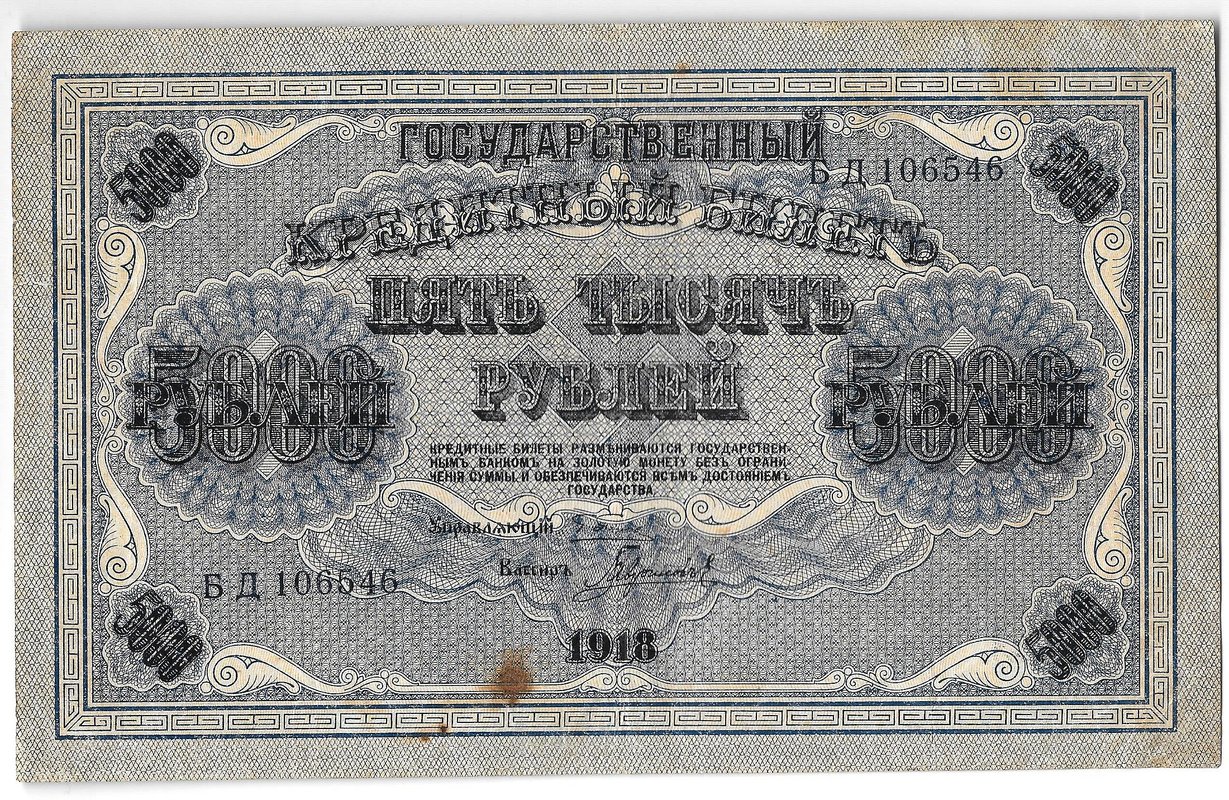 5000
ГОСУДАРСТВЕННЫЙ
БД 106546
5000
КРЕДИТНЫЙ БИЛЕТЪ
ПЯТЬ ТЫСЯЧЪ
РУБЛЕЙ
5000
РУБЛЕЙ
5000
РУБЛЕЙ
КРЕДИТНЫЕ БИЛЕТЫ РАЗМѢНИВАЮТСЯ ГОСУДАРСТВЕН-
НЫМЪ БАНКОМЪ НА ЗОЛОТУЮ МОНЕТУ БЕЗЪ ОГРАНИ-
ЧЕНІЯ СУММЫ И ОБЕЗПЕЧИВАЮТСЯ ВСѢМЪ ДОСТОЯНІЕМЪ
ГОСУДАРСТВА.
Управляющій
Кассиръ
БД 106546
5000
1918
5000